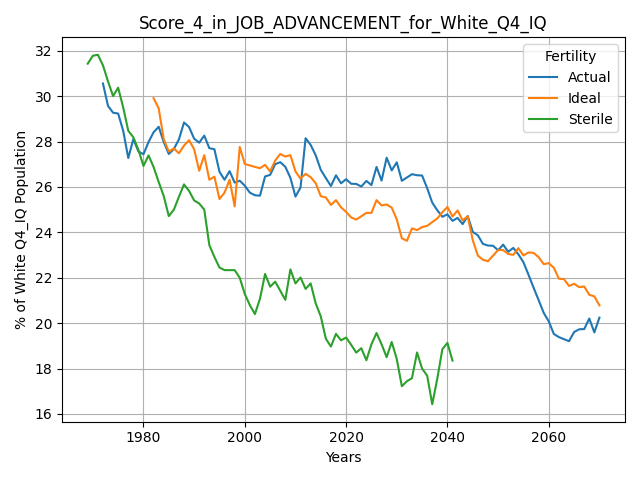 Score_4_in_JOB_ADVANCEMENT_for_White_Q4_IQ
% of White Q4_IQ Population
32
30
28
26
24
22
20
18
16
Fertility
Actual
Ideal
Sterile
1980
2000
2020
2040
2060
Years